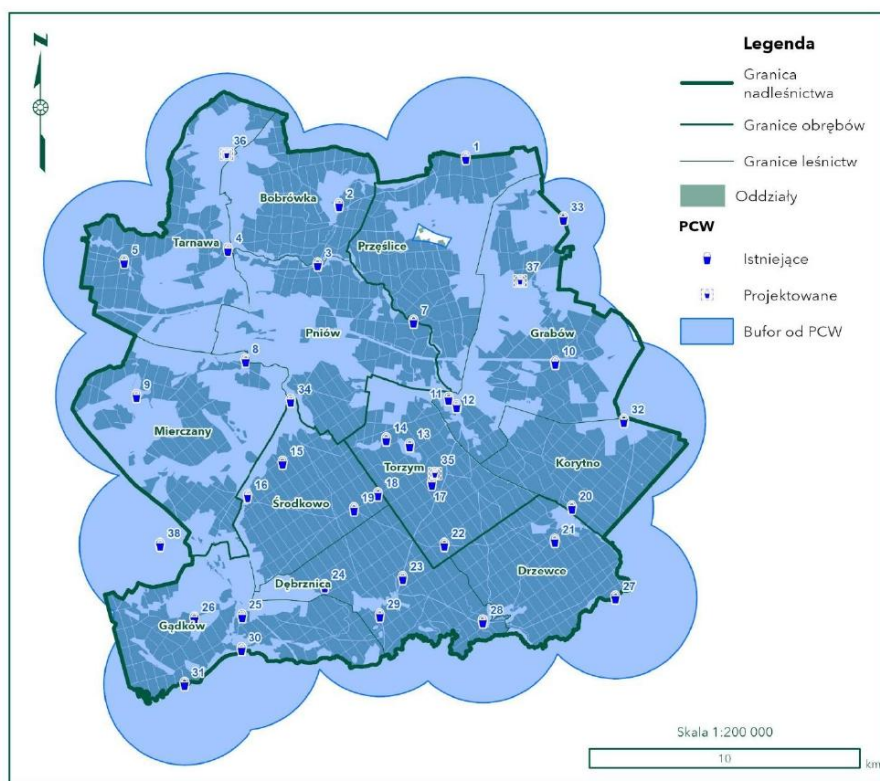 N
Legenda
Granica
nadleśnictwa
Granice obrębów
Granice leśnictw
Oddziały
PCW
Istniejące
Projektowane
Bufor od PCW
36
1
Bobrówka
2
33
Tarnawa
4
Przęślice
5
3
37
7
Pniów
Grabów
8
10
9
34
11
12
32
Mierczany
14
13
15
35
Korytno
Torzym
16
18
17
Środkowo
19
20
21
38
22
23
Drzewce
Dębrznica
24
27
26
25
29
28
Gądków
30
31
Skala 1:200 000
10
km